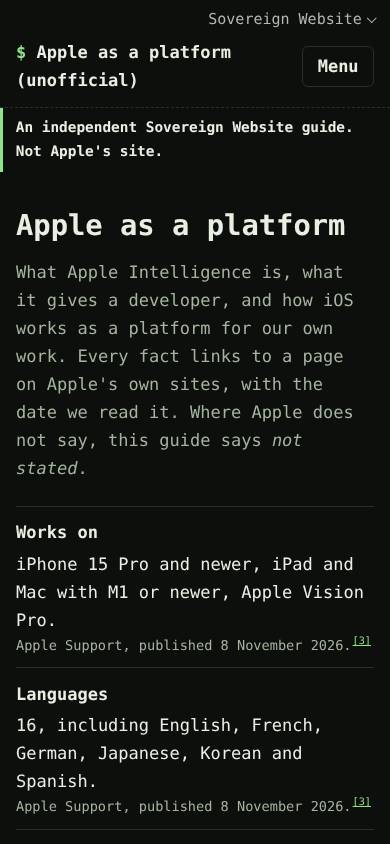 Sovereign Website
$ Apple as a platform
(unofficial)
Menu
An independent Sovereign Website guide.
Not Apple's site.
Apple as a platform
What Apple Intelligence is, what
it gives a developer, and how iOS
works as a platform for our own
work. Every fact links to a page
on Apple's own sites, with the
date we read it. Where Apple does
not say, this guide says not
stated.
Works on
iPhone 15 Pro and newer, iPad and
Mac with M1 or newer, Apple Vision
Pro.
Apple Support, published 8 November 2026.[3]
Languages
16, including English, French,
German, Japanese, Korean and
Spanish.
Apple Support, published 8 November 2026.[3]